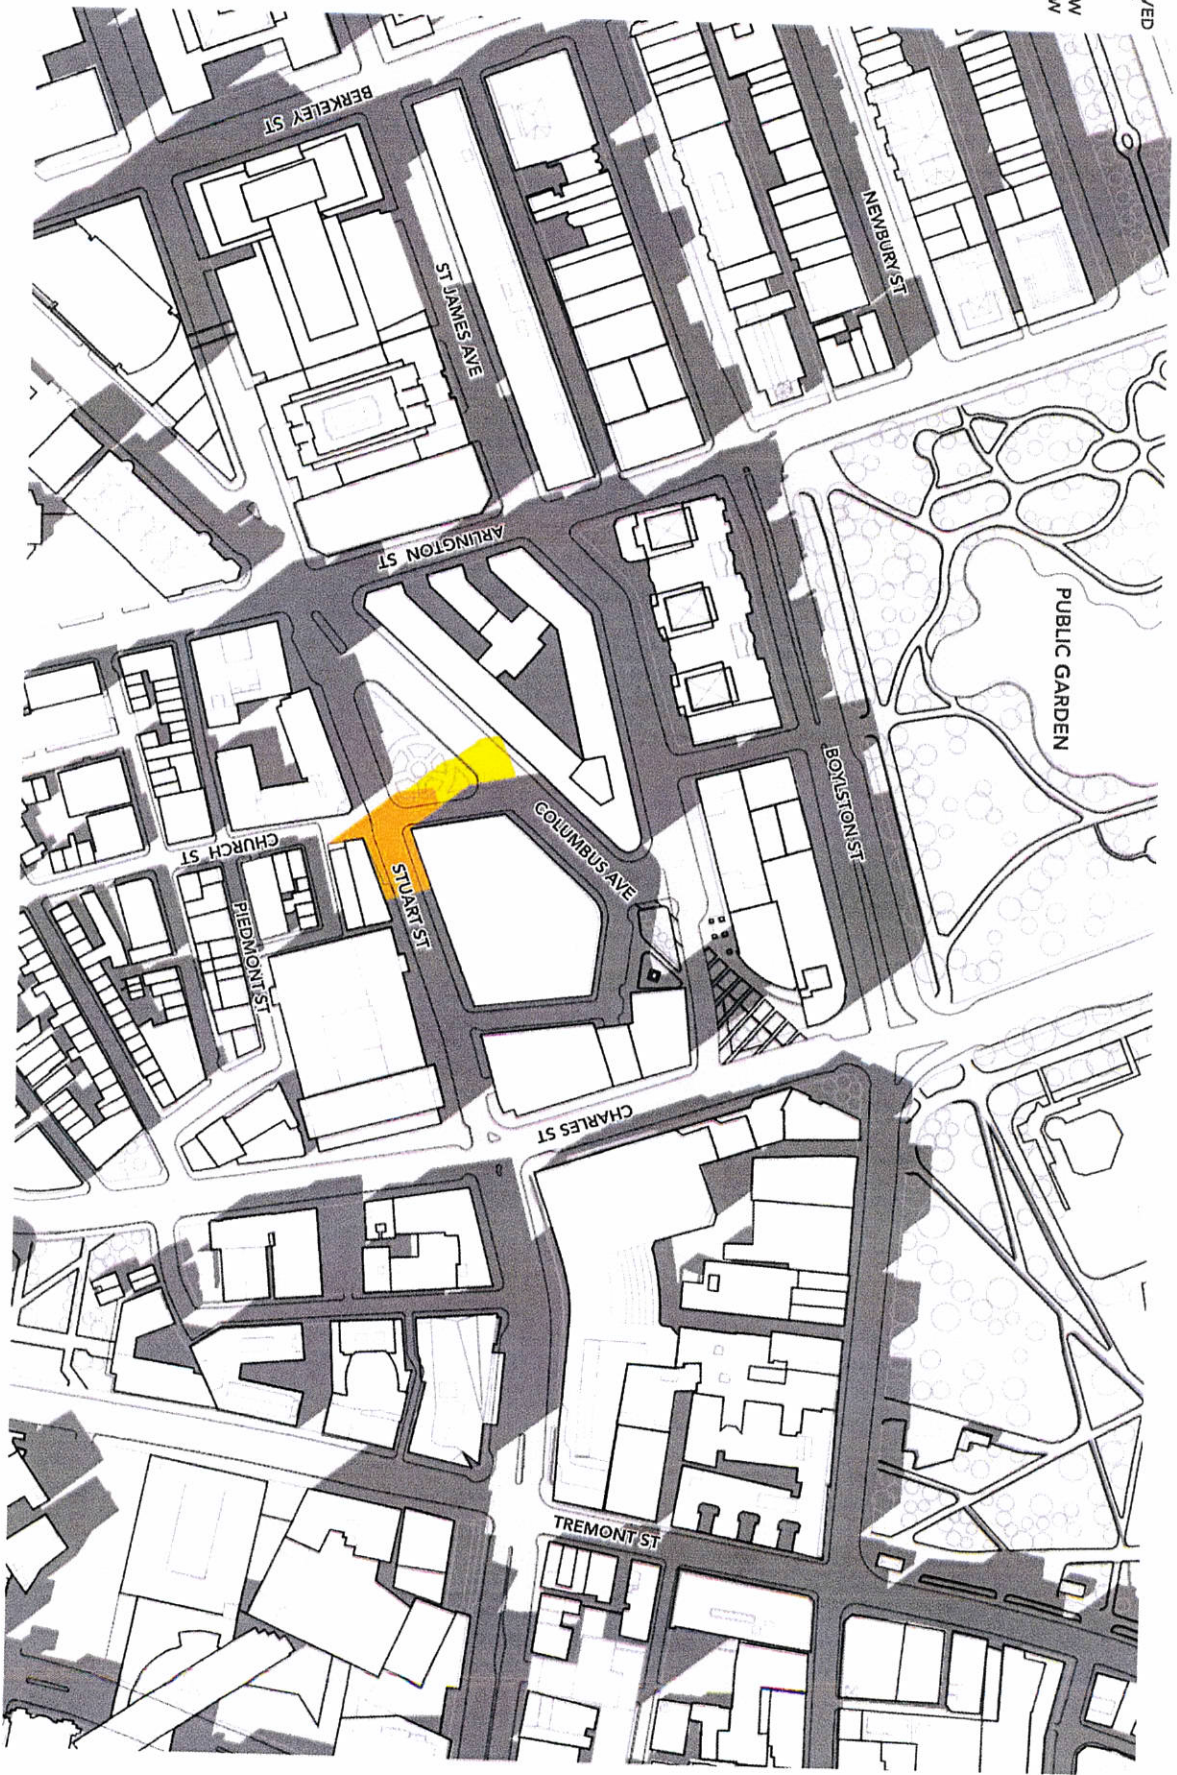 VED
W
W
BERKELEY ST
ST JAMES AVE
NEWBURY ST
ARLINGTON ST
PUBLIC GARDEN
BOYLSTON ST
COLUMBUS AVE
STUART ST
CHURCH ST
PIEDMONT ST
CHARLES ST
TREMONT ST